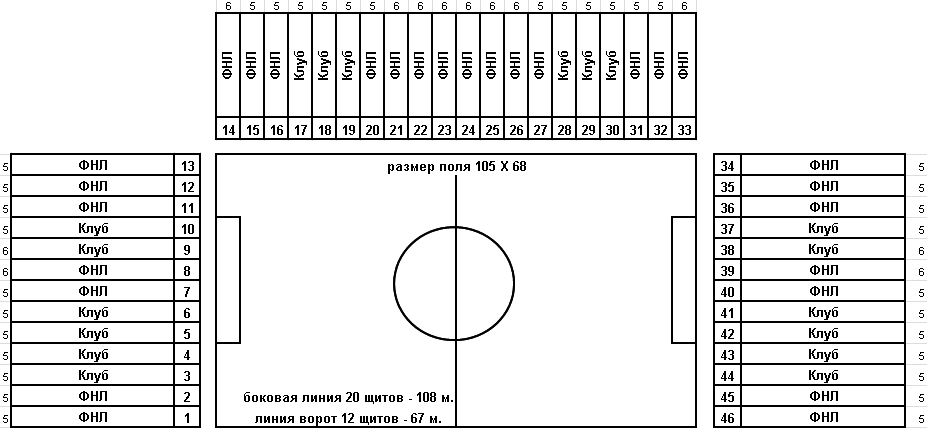 6 5 5 5 5 5 5 6 6 6 6 6 6 5 5 5 5 5 5 6
ФНЛ ФНЛ ФНЛ Клуб Клуб Клуб ФНЛ ФНЛ ФНЛ ФНЛ ФНЛ ФНЛ ФНЛ ФНЛ Клуб Клуб Клуб ФНЛ ФНЛ ФНЛ
14 15 16 17 18 19 20 21 22 23 24 25 26 27 28 29 30 31 32 33
5 ФНЛ 13
5 ФНЛ 12
5 ФНЛ 11
5 Клуб 10
6 Клуб 9
6 ФНЛ 8
5 ФНЛ 7
5 Клуб 6
5 Клуб 5
5 Клуб 4
5 Клуб 3
5 ФНЛ 2
5 ФНЛ 1
размер поля 105 X 68
боковая линия 20 щитов - 108 м.
линия ворот 12 щитов - 67 м.
34 ФНЛ 5
35 ФНЛ 5
36 ФНЛ 5
37 Клуб 5
38 Клуб 6
39 ФНЛ 6
40 ФНЛ 5
41 Клуб 5
42 Клуб 5
43 Клуб 5
44 Клуб 5
45 ФНЛ 5
46 ФНЛ 5